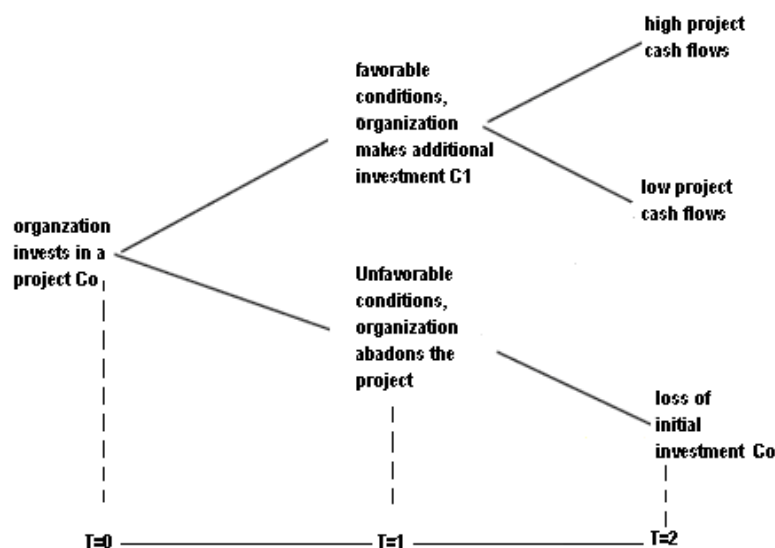 high project
cash flows
favorable
conditions,
0rganization
makes additional
investment C1
low project
cash flows
organzation
invests in a
project Co
Unfavorable
conditions,
organization
abadons the
project
loss of
initial
investment Co
T=0
T=1
T=2